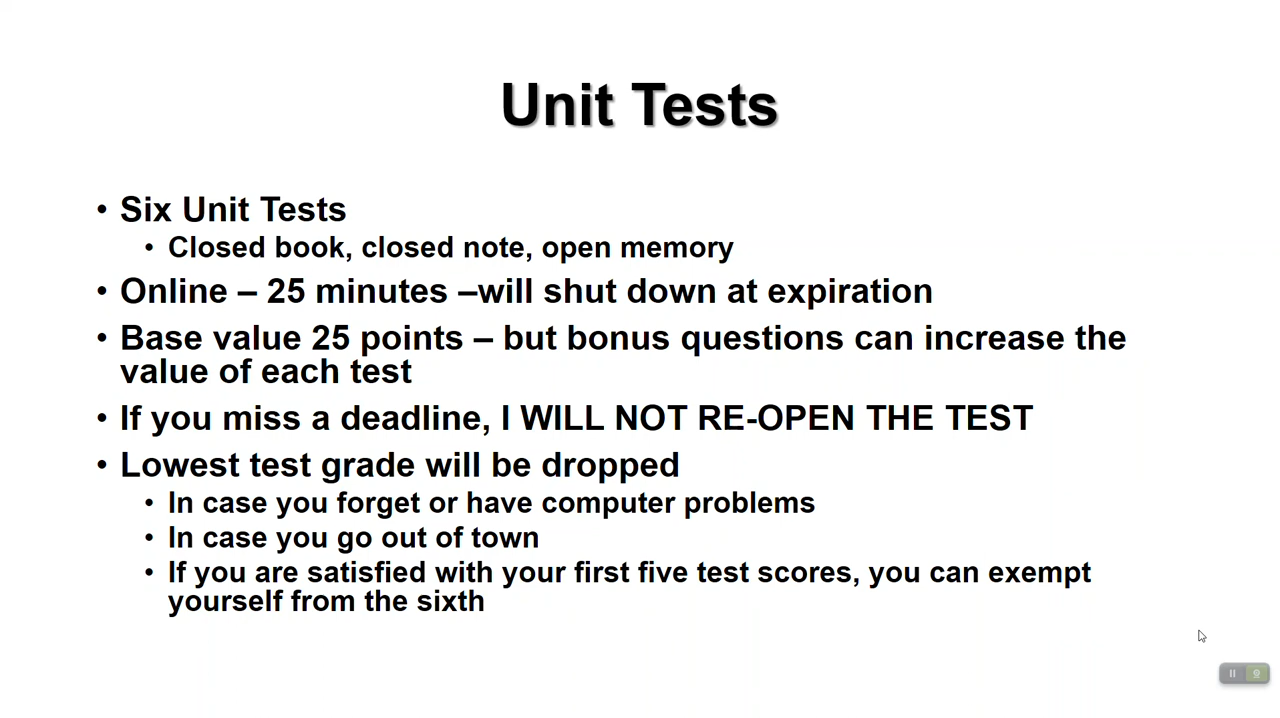 Unit Tests
• Six Unit Tests
• Closed book, closed note, open memory
• Online – 25 minutes –will shut down at expiration
• Base value 25 points – but bonus questions can increase the
value of each test
• If you miss a deadline, I WILL NOT RE-OPEN THE TEST
• Lowest test grade will be dropped
• In case you forget or have computer problems
• In case you go out of town
• If you are satisfied with your first five test scores, you can exempt
yourself from the sixth